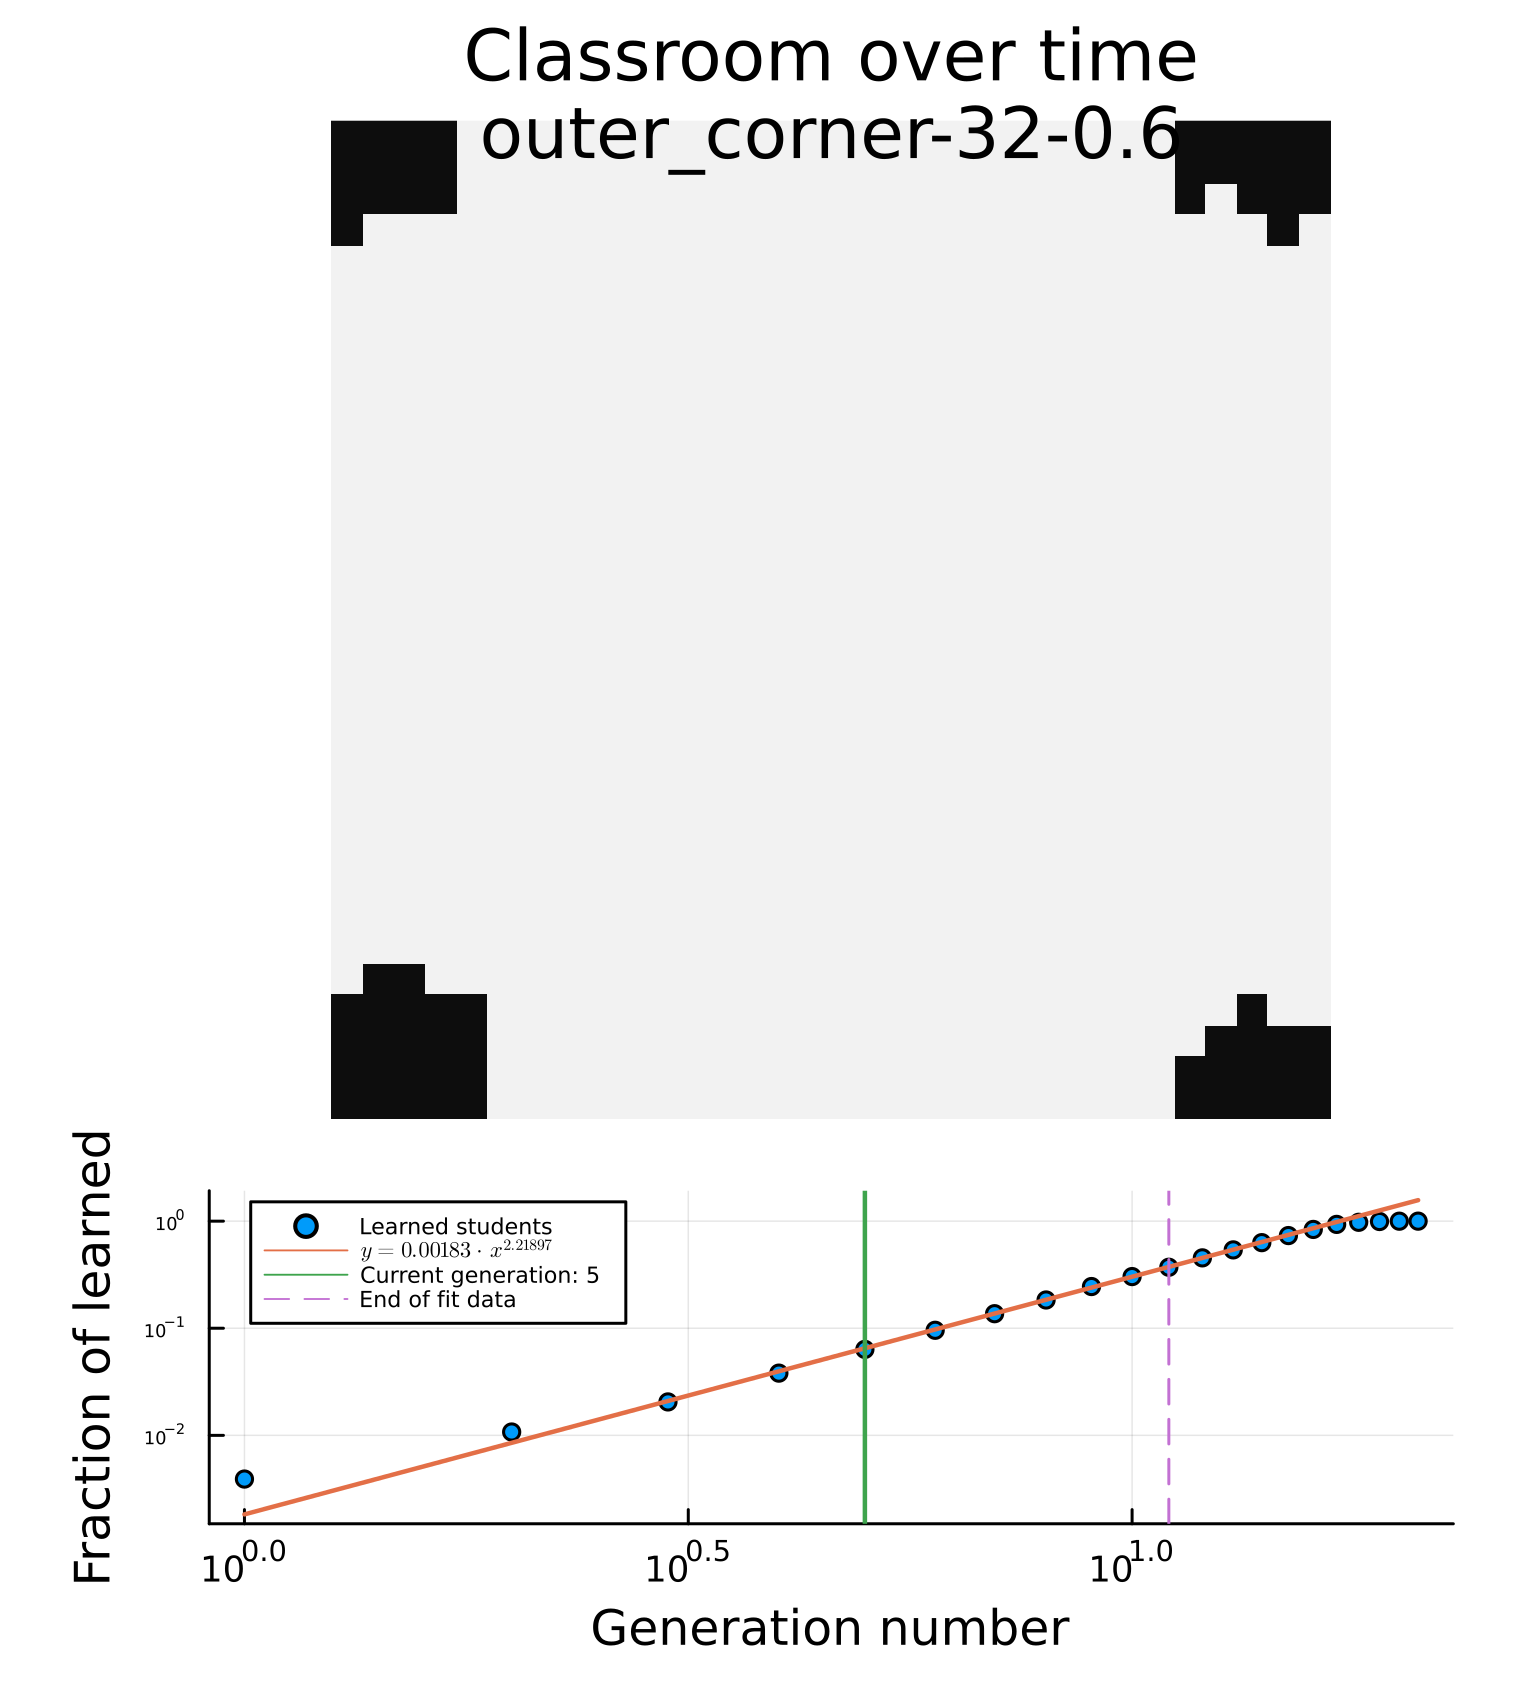 Classroom over time
outer_corner-32-0.6
Fraction of learned
10^0
10^−1
10^−2
Learned students
y = 0.00183 · x^2.21897
Current generation: 5
End of fit data
10^0.0
10^0.5
10^1.0
Generation number